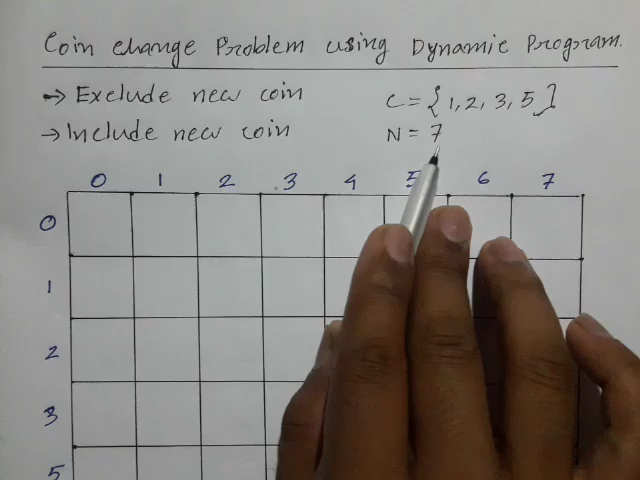 Coin change Problem using Dynamic Program.
→ Exclude new coin C = {1, 2, 3, 5}
→ Include new coin N = 7
0 1 2 3 4 5 6 7
0
1
2
3
5